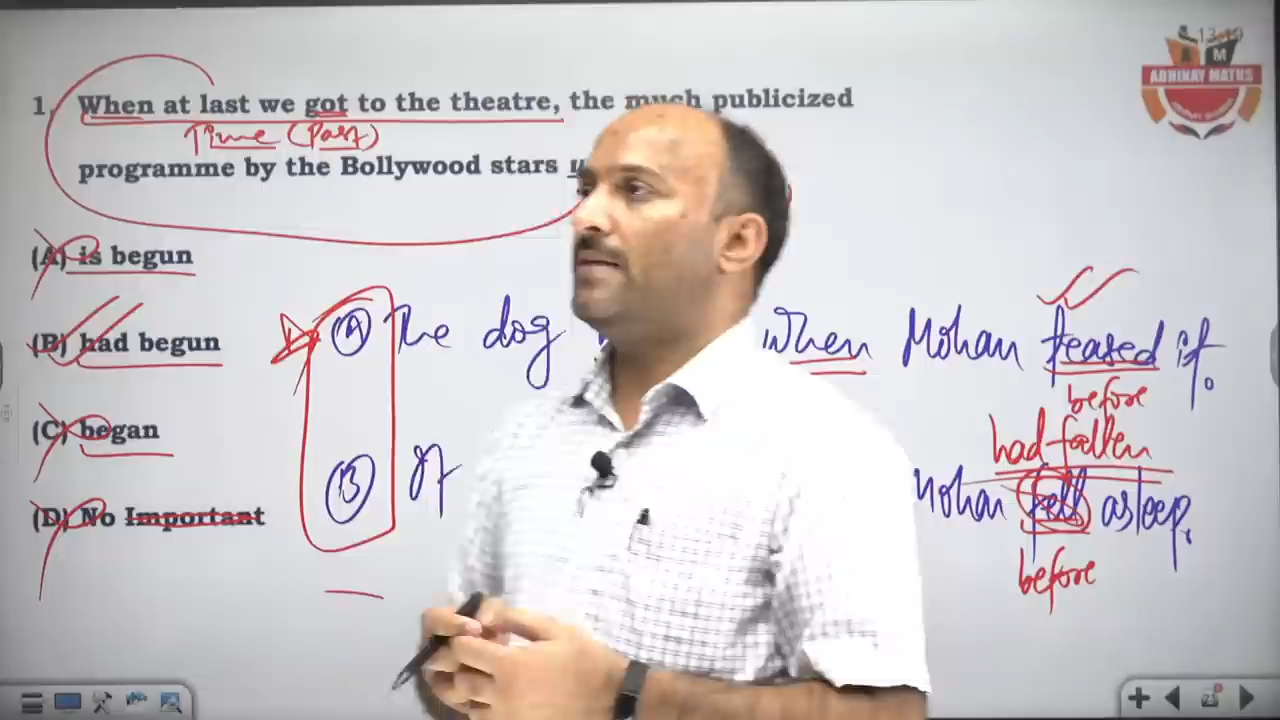 1. When at last we got to the theatre, the much publicized
Time (Past)
programme by the Bollywood stars
(A) is begun
(B) had begun
(C) began
(D) No Important
(A) The dog when Mohan teased it.
before
had fallen
(B) Mohan fell asleep.
before
ABHINAY MATHS
M